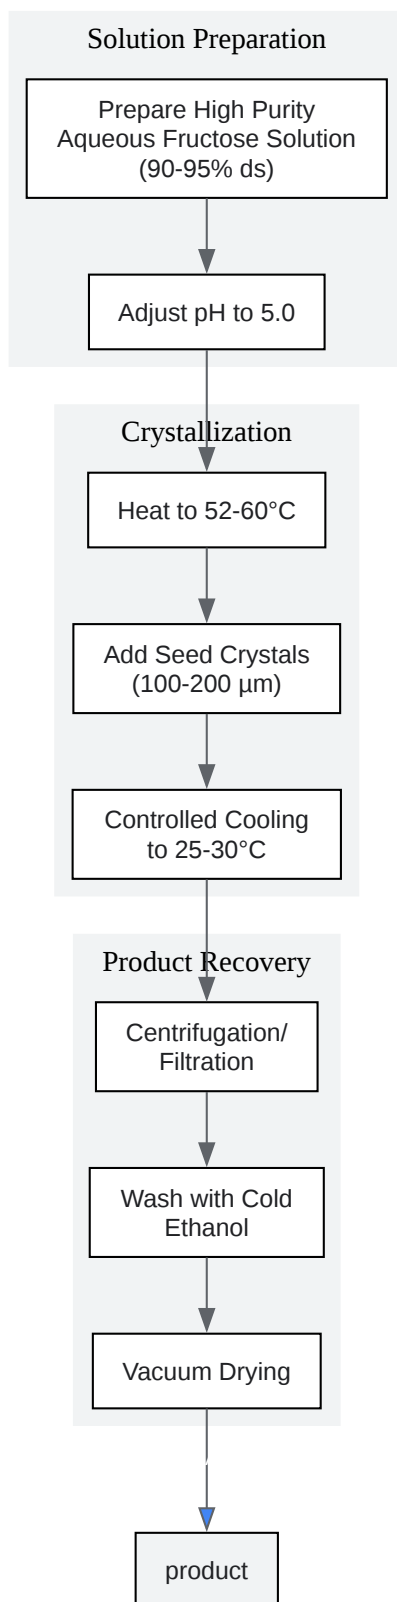 Solution Preparation
Prepare High Purity
Aqueous Fructose Solution
(90-95% ds)
Adjust pH to 5.0
Crystallization
Heat to 52-60°C
Add Seed Crystals
(100-200 µm)
Controlled Cooling
to 25-30°C
Product Recovery
Centrifugation/
Filtration
Wash with Cold
Ethanol
Vacuum Drying
product